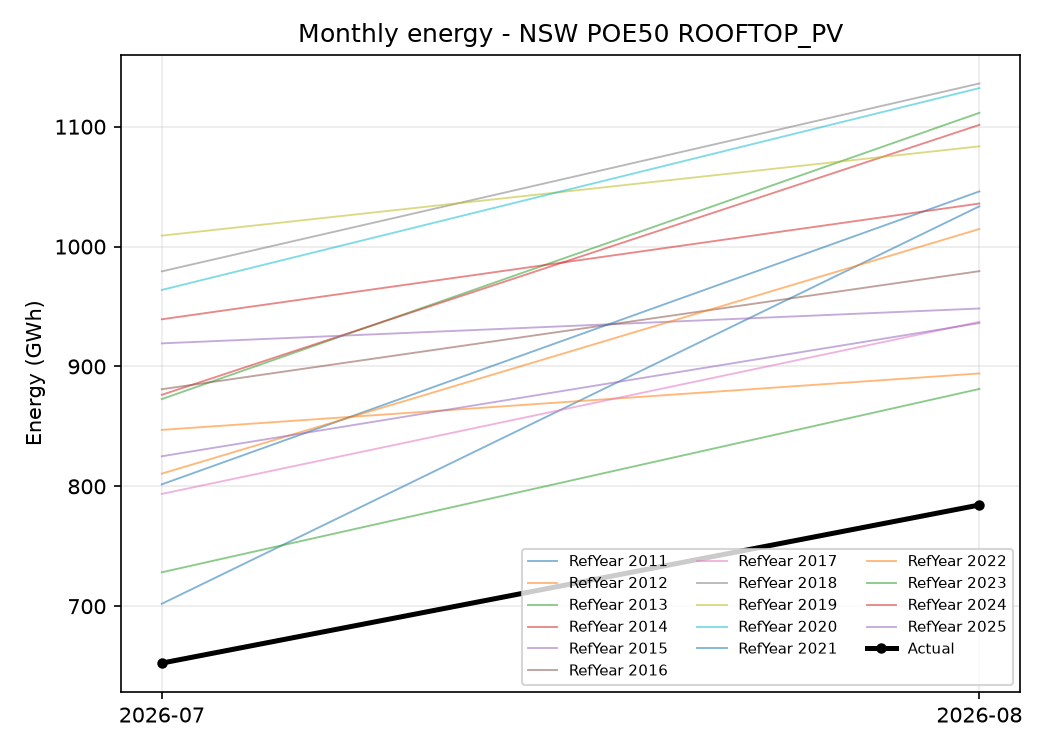 Monthly energy - NSW POE50 ROOFTOP_PV
Energy (GWh)
1100
1000
900
800
700
2026-07
2026-08
RefYear 2011
RefYear 2012
RefYear 2013
RefYear 2014
RefYear 2015
RefYear 2016
RefYear 2017
RefYear 2018
RefYear 2019
RefYear 2020
RefYear 2021
RefYear 2022
RefYear 2023
RefYear 2024
RefYear 2025
Actual